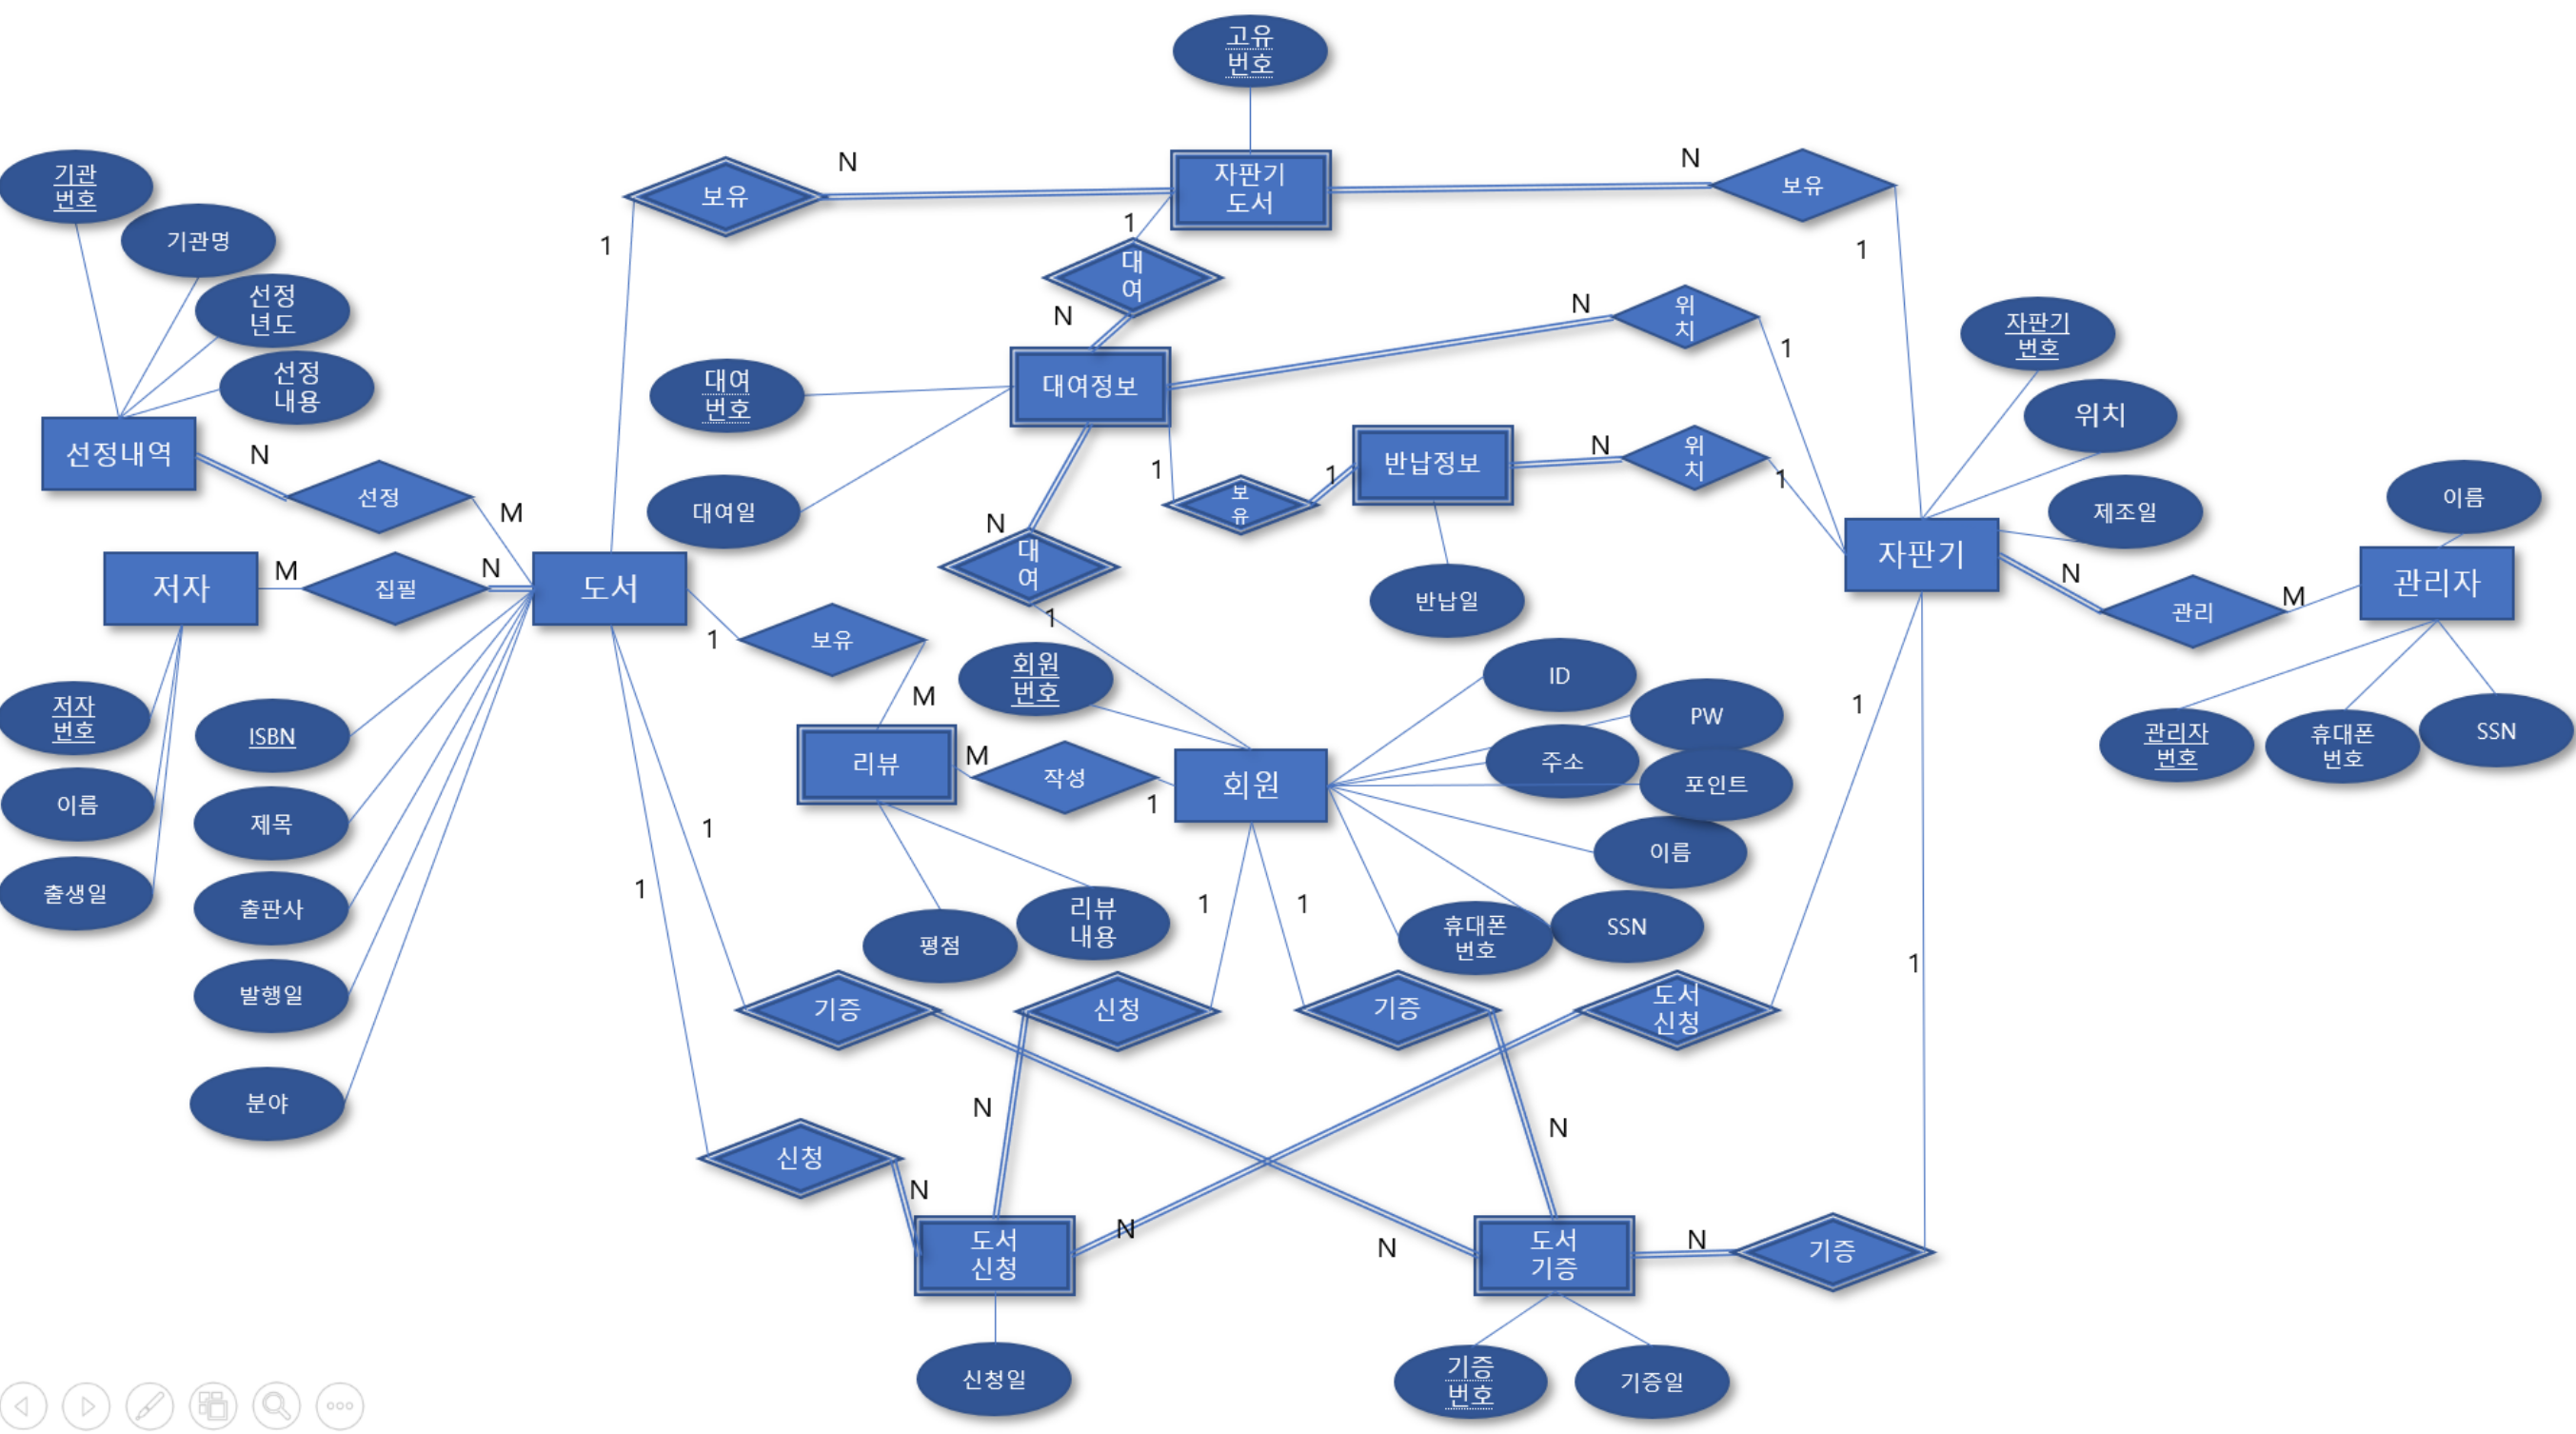 고유
번호
기관
번호
기관명
선정
년도
선정
내용
선정내역
N
선정
M
저자
M
집필
N
도서
저자
번호
이름
출생일
ISBN
제목
출판사
발행일
분야
보유
N
1
자판기
도서
N
보유
1
1
대
여
N
대여정보
대여
번호
대여일
N
위
치
1
N
대
여
1
1
보
유
1
반납정보
N
위
치
1
반납일
자판기
번호
위치
제조일
자판기
N
관리
M
관리자
이름
관리자
번호
휴대폰
번호
SSN
1
보유
M
리뷰
M
작성
1
평점
리뷰
내용
회원
번호
회원
ID
PW
주소
포인트
이름
SSN
휴대폰
번호
1
1
1
1
1
1
기증
신청
기증
도서
신청
N
N
신청
N
N
N
N
도서
신청
도서
기증
기증
신청일
기증
번호
기증일